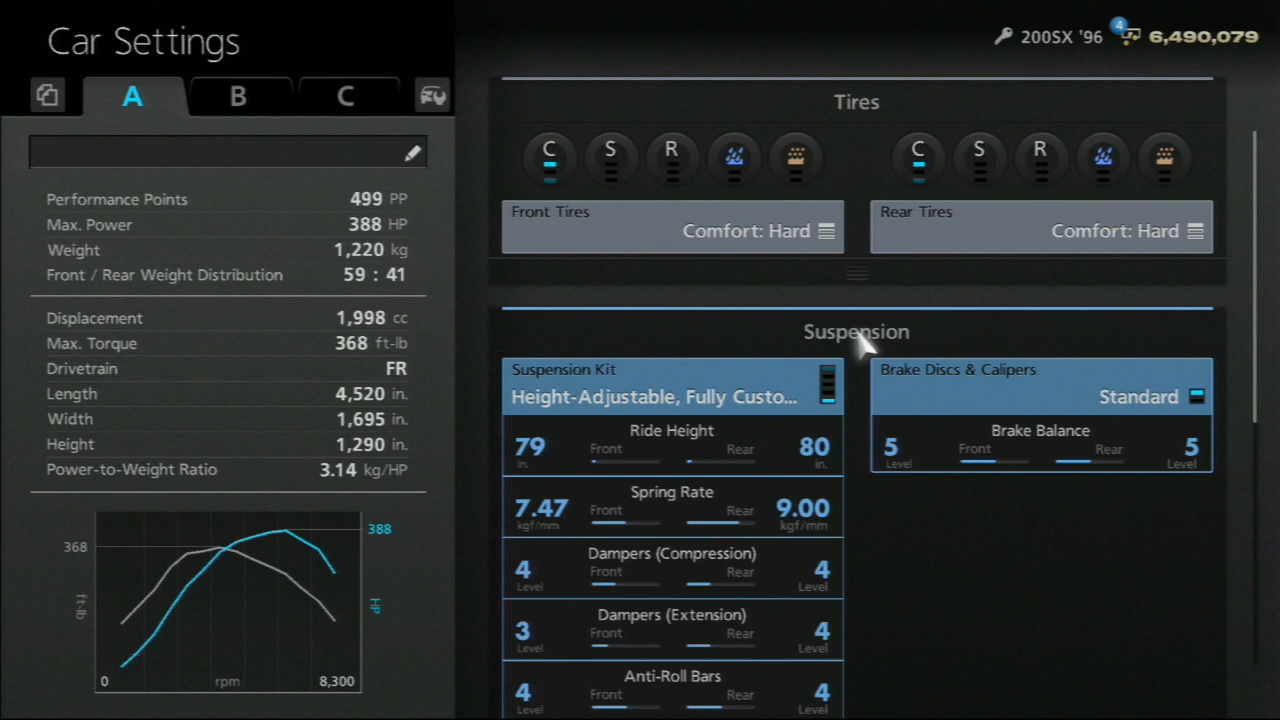 Car Settings
200SX '96
4
6,490,079
A B C
Performance Points 499 PP
Max. Power 388 HP
Weight 1,220 kg
Front / Rear Weight Distribution 59 : 41
Displacement 1,998 cc
Max. Torque 368 ft-lb
Drivetrain FR
Length 4,520 in.
Width 1,695 in.
Height 1,290 in.
Power-to-Weight Ratio 3.14 kg/HP
368 388
ft-lb HP
0 rpm 8,300
Tires
C S R C S R
Front Tires Rear Tires
Comfort: Hard Comfort: Hard
Suspension
Suspension Kit Brake Discs & Calipers
Height-Adjustable, Fully Custo... Standard
Ride Height
79 in. Front Rear 80 in.
Brake Balance
5 Level Front Rear 5 Level
Spring Rate
7.47 kgf/mm Front Rear 9.00 kgf/mm
Dampers (Compression)
4 Level Front Rear 4 Level
Dampers (Extension)
3 Level Front Rear 4 Level
Anti-Roll Bars
4 Level Front Rear 4 Level